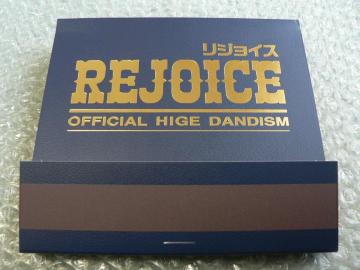 リジョイス
REJOICE
OFFICIAL HIGE DANDISM